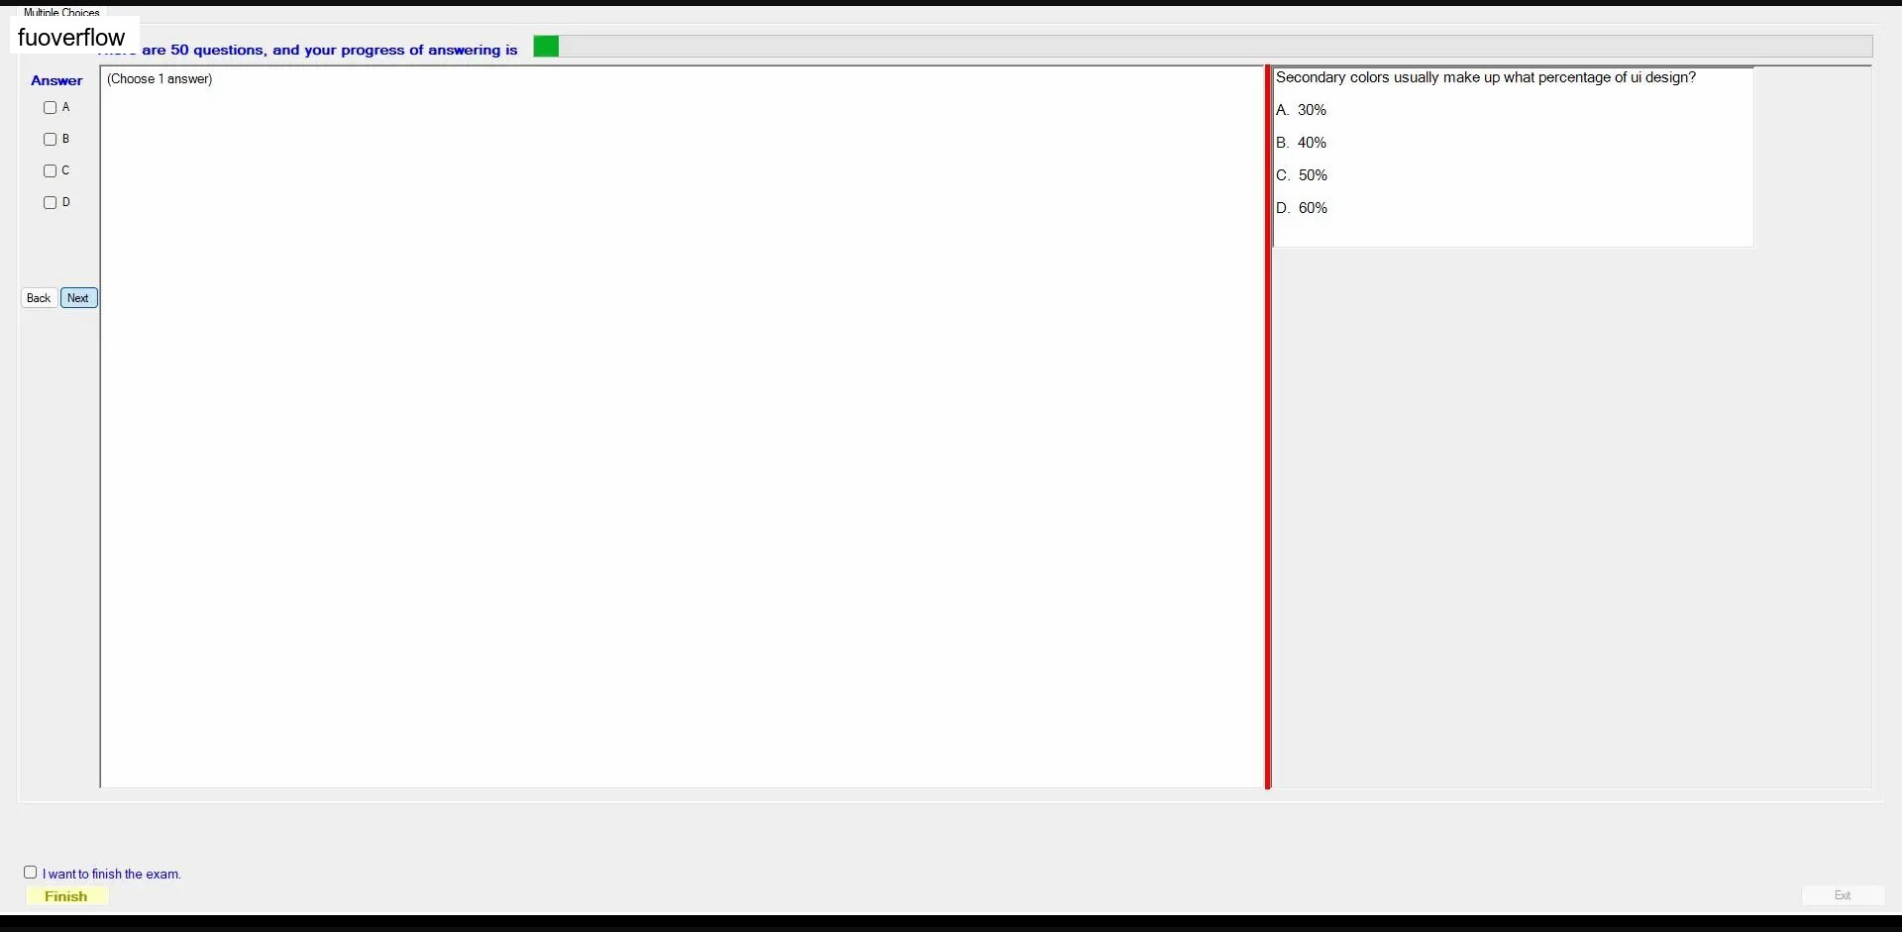 Multiple Choices
fuoverflow
are 50 questions, and your progress of answering is
Answer
(Choose 1 answer)
A
B
C
D
Back
Next
Secondary colors usually make up what percentage of ui design?
A. 30%
B. 40%
C. 50%
D. 60%
I want to finish the exam.
Finish
Exit